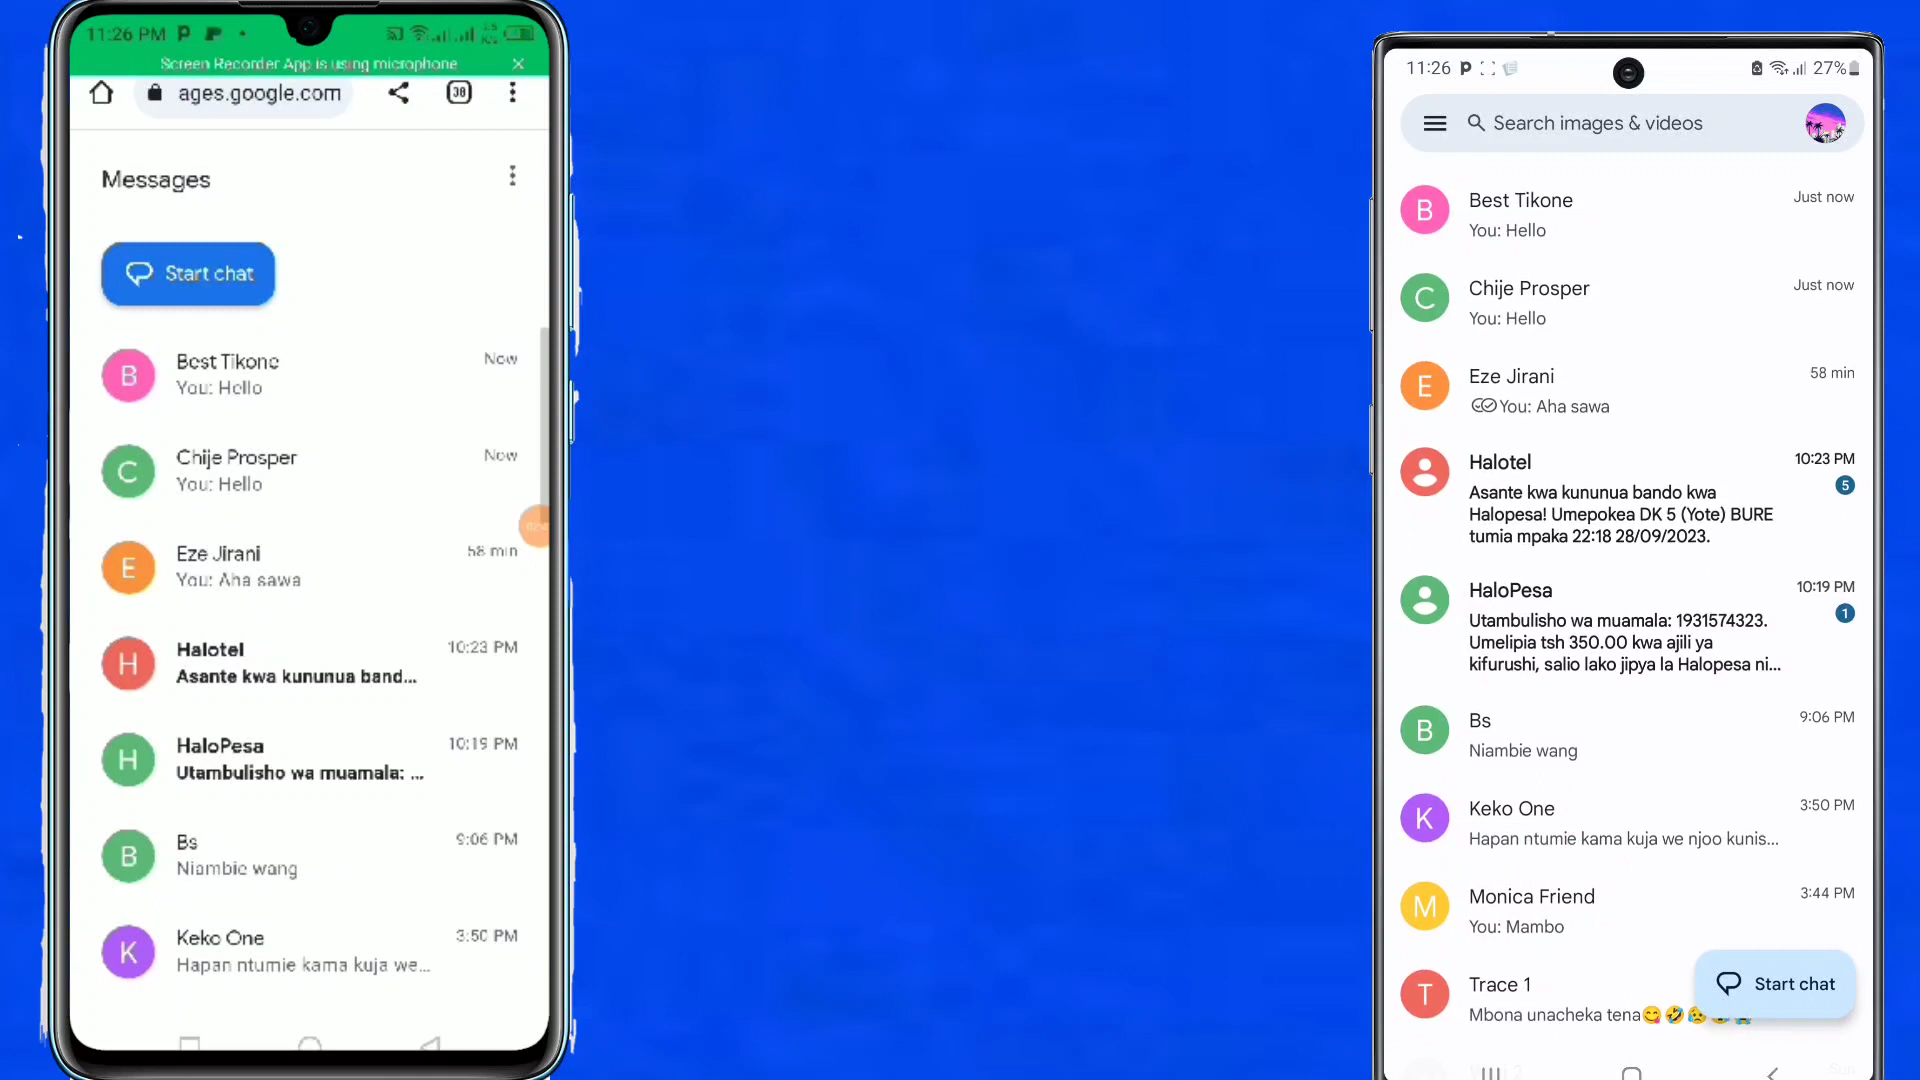 11:26 PM
Screen Recorder App is using microphone
ages.google.com
38
Messages
Start chat
Best Tikone
Now
You: Hello
Chije Prosper
Now
You: Hello
Eze Jirani
58 min
You: Aha sawa
Halotel
10:23 PM
Asante kwa kununua band...
HaloPesa
10:19 PM
Utambulisho wa muamala: ...
Bs
9:06 PM
Niambie wang
Keko One
3:50 PM
Hapan ntumie kama kuja we...
11:26
27%
Search images & videos
Best Tikone
Just now
You: Hello
Chije Prosper
Just now
You: Hello
Eze Jirani
58 min
You: Aha sawa
Halotel
10:23 PM
Asante kwa kununua bando kwa
5
Halopesa! Umepokea DK 5 (Yote) BURE
tumia mpaka 22:18 28/09/2023.
HaloPesa
10:19 PM
Utambulisho wa muamala: 1931574323.
1
Umelipia tsh 350.00 kwa ajili ya
kifurushi, salio lako jipya la Halopesa ni...
Bs
9:06 PM
Niambie wang
Keko One
3:50 PM
Hapan ntumie kama kuja we njoo kunis...
Monica Friend
3:44 PM
You: Mambo
Trace 1
Start chat
Mbona unacheka tena